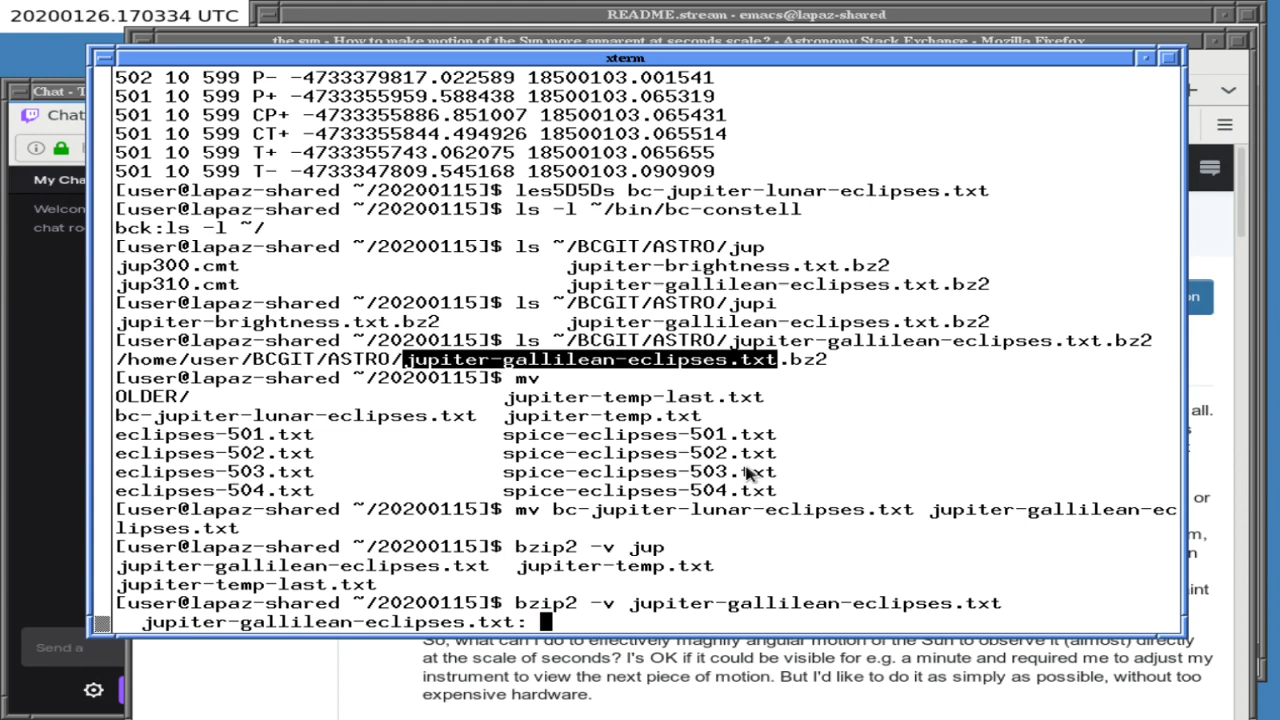 20200126.170334 UTC
README.stream - emacs@lapaz-shared
the sun - How to make motion of the Sun more apparent at seconds scale? - Astronomy Stack Exchange - Mozilla Firefox
xterm
Chat - T
Chat
My Cha
Welcon
chat ro
Send a
502 10 599 P- -4733379817.022589 18500103.001541
501 10 599 P+ -4733355959.588438 18500103.065319
501 10 599 CP+ -4733355886.851007 18500103.065431
501 10 599 CT+ -4733355844.494926 18500103.065514
501 10 599 T+ -4733355743.062075 18500103.065655
501 10 599 T- -4733347809.545168 18500103.090909
[user@lapaz-shared ~/20200115]$ les5D5Ds bc-jupiter-lunar-eclipses.txt
[user@lapaz-shared ~/20200115]$ ls -l ~/bin/bc-constell
bck:ls -l ~/
[user@lapaz-shared ~/20200115]$ ls ~/BCGIT/ASTRO/jup
jup300.cmt jupiter-brightness.txt.bz2
jup310.cmt jupiter-gallilean-eclipses.txt.bz2
[user@lapaz-shared ~/20200115]$ ls ~/BCGIT/ASTRO/jupi
jupiter-brightness.txt.bz2 jupiter-gallilean-eclipses.txt.bz2
[user@lapaz-shared ~/20200115]$ ls ~/BCGIT/ASTRO/jupiter-gallilean-eclipses.txt.bz2
/home/user/BCGIT/ASTRO/jupiter-gallilean-eclipses.txt.bz2
[user@lapaz-shared ~/20200115]$ mv
OLDER/ jupiter-temp-last.txt
bc-jupiter-lunar-eclipses.txt jupiter-temp.txt
eclipses-501.txt spice-eclipses-501.txt
eclipses-502.txt spice-eclipses-502.txt
eclipses-503.txt spice-eclipses-503.txt
eclipses-504.txt spice-eclipses-504.txt
[user@lapaz-shared ~/20200115]$ mv bc-jupiter-lunar-eclipses.txt jupiter-gallilean-ec
lipses.txt
[user@lapaz-shared ~/20200115]$ bzip2 -v jup
jupiter-gallilean-eclipses.txt jupiter-temp.txt
jupiter-temp-last.txt
[user@lapaz-shared ~/20200115]$ bzip2 -v jupiter-gallilean-eclipses.txt
jupiter-gallilean-eclipses.txt:
on
all.
or
m,
n
aint
So, what can I do to effectively magnify angular motion of the Sun to observe it (almost) directly
at the scale of seconds? I's OK if it could be visible for e.g. a minute and required me to adjust my
instrument to view the next piece of motion. But I'd like to do it as simply as possible, without too
expensive hardware.